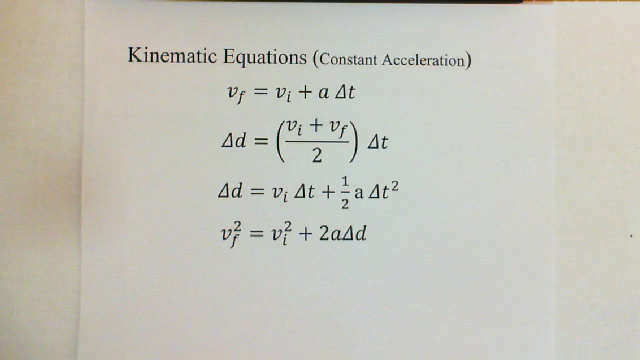 Kinematic Equations (Constant Acceleration)
v_f = v_i + a Δt
Δd = ((v_i + v_f)/2) Δt
Δd = v_i Δt + 1/2 a Δt²
v_f² = v_i² + 2aΔd